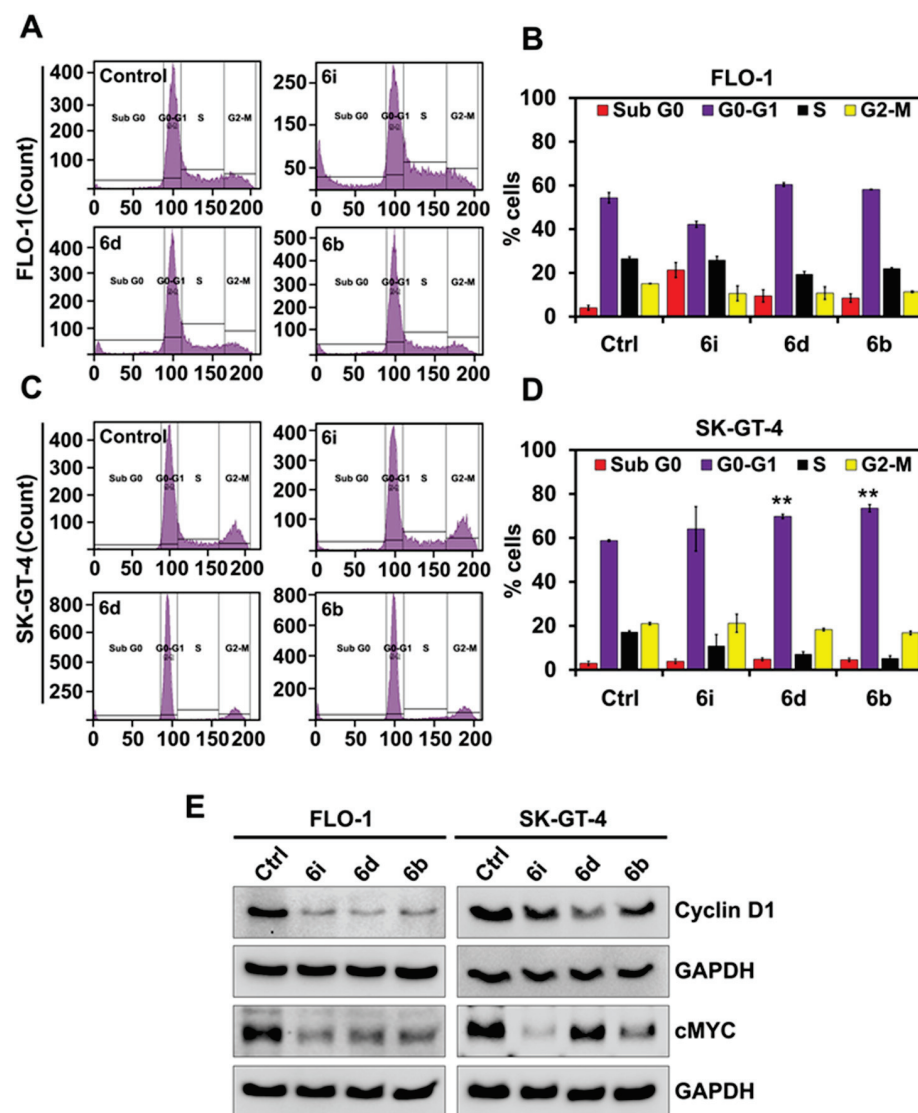 A
FLO-1 (Count)
Control
400
300
200
100
Sub G0 G0-G1 S G2-M
0 50 100 150 200
6i
250
150
50
Sub G0 G0-G1 S G2-M
0 50 100 150 200
6d
400
300
200
100
Sub G0 G0-G1 S G2-M
0 50 100 150 200
6b
500
400
300
200
100
Sub G0 G0-G1 S G2-M
0 50 100 150 200
B
FLO-1
Sub G0 G0-G1 S G2-M
% cells
100
80
60
40
20
0
Ctrl 6i 6d 6b
C
SK-GT-4 (Count)
Control
400
300
200
100
Sub G0 G0-G1 S G2-M
0 50 100 150 200
6i
400
300
200
100
Sub G0 G0-G1 S G2-M
0 50 100 150 200
6d
800
600
500
250
Sub G0 G0-G1 S G2-M
0 50 100 150 200
6b
800
600
400
200
Sub G0 G0-G1 S G2-M
0 50 100 150 200
D
SK-GT-4
Sub G0 G0-G1 S G2-M
% cells
100
80
60
40
20
0
** **
Ctrl 6i 6d 6b
E
FLO-1 SK-GT-4
Ctrl 6i 6d 6b Ctrl 6i 6d 6b
Cyclin D1
GAPDH
cMYC
GAPDH